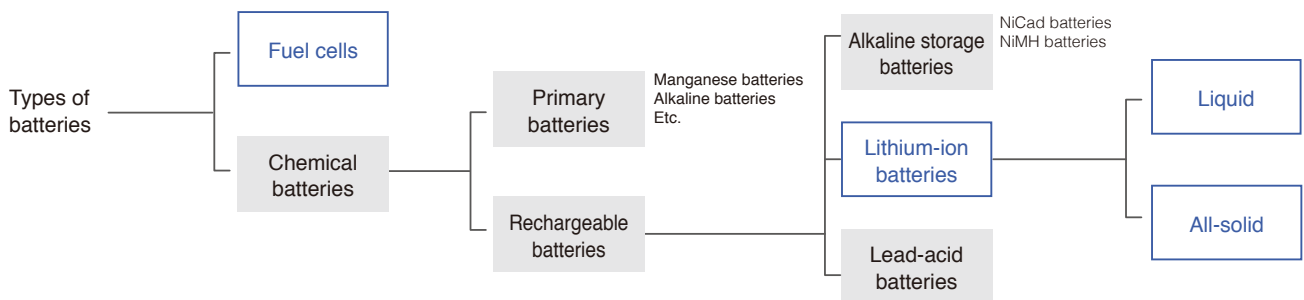 Types of
batteries
Fuel cells
Chemical
batteries
Primary
batteries
Manganese batteries
Alkaline batteries
Etc.
Rechargeable
batteries
Alkaline storage
batteries
NiCad batteries
NiMH batteries
Lithium-ion
batteries
Lead-acid
batteries
Liquid
All-solid